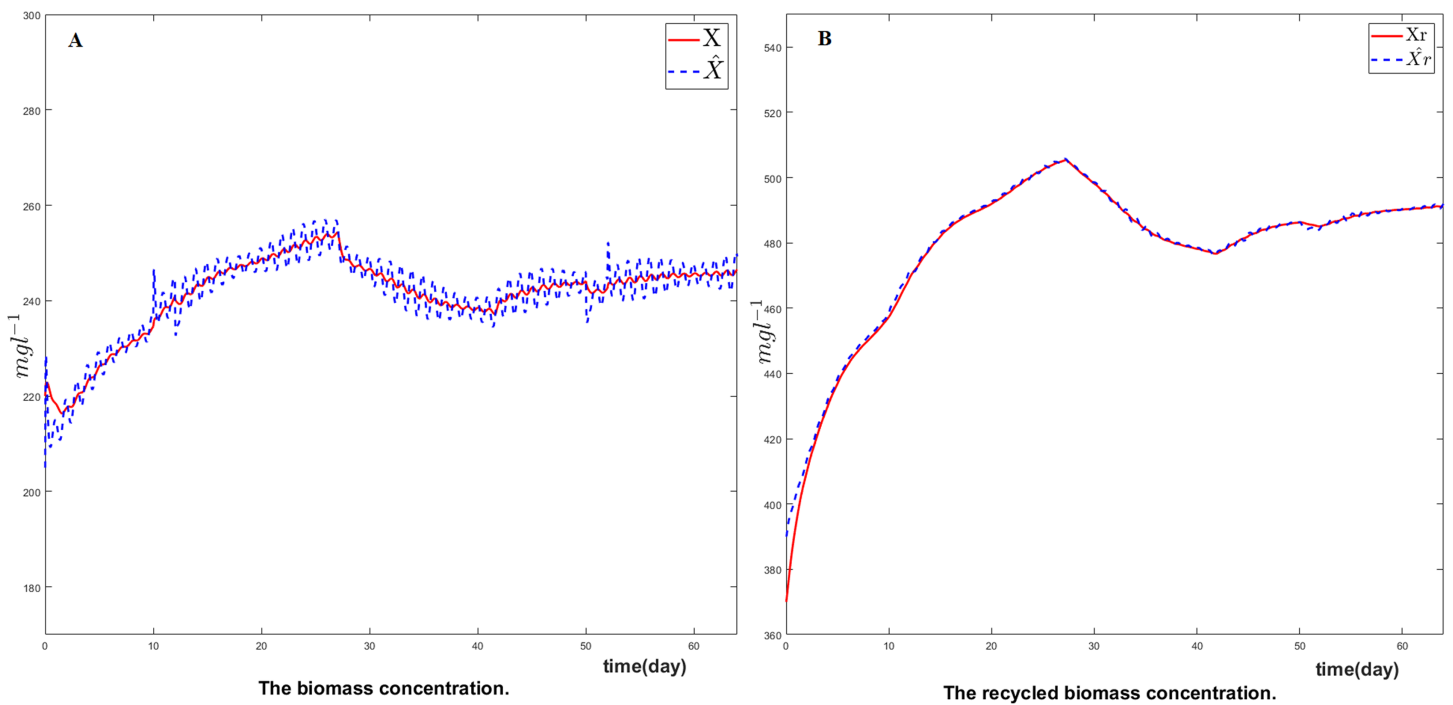 A
X
X̂
300
280
260
240
220
200
180
mgl⁻¹
0 10 20 30 40 50 60
time(day)
The biomass concentration.
B
Xr
X̂r
540
520
500
480
460
440
420
400
380
360
mgl⁻¹
0 10 20 30 40 50 60
time(day)
The recycled biomass concentration.